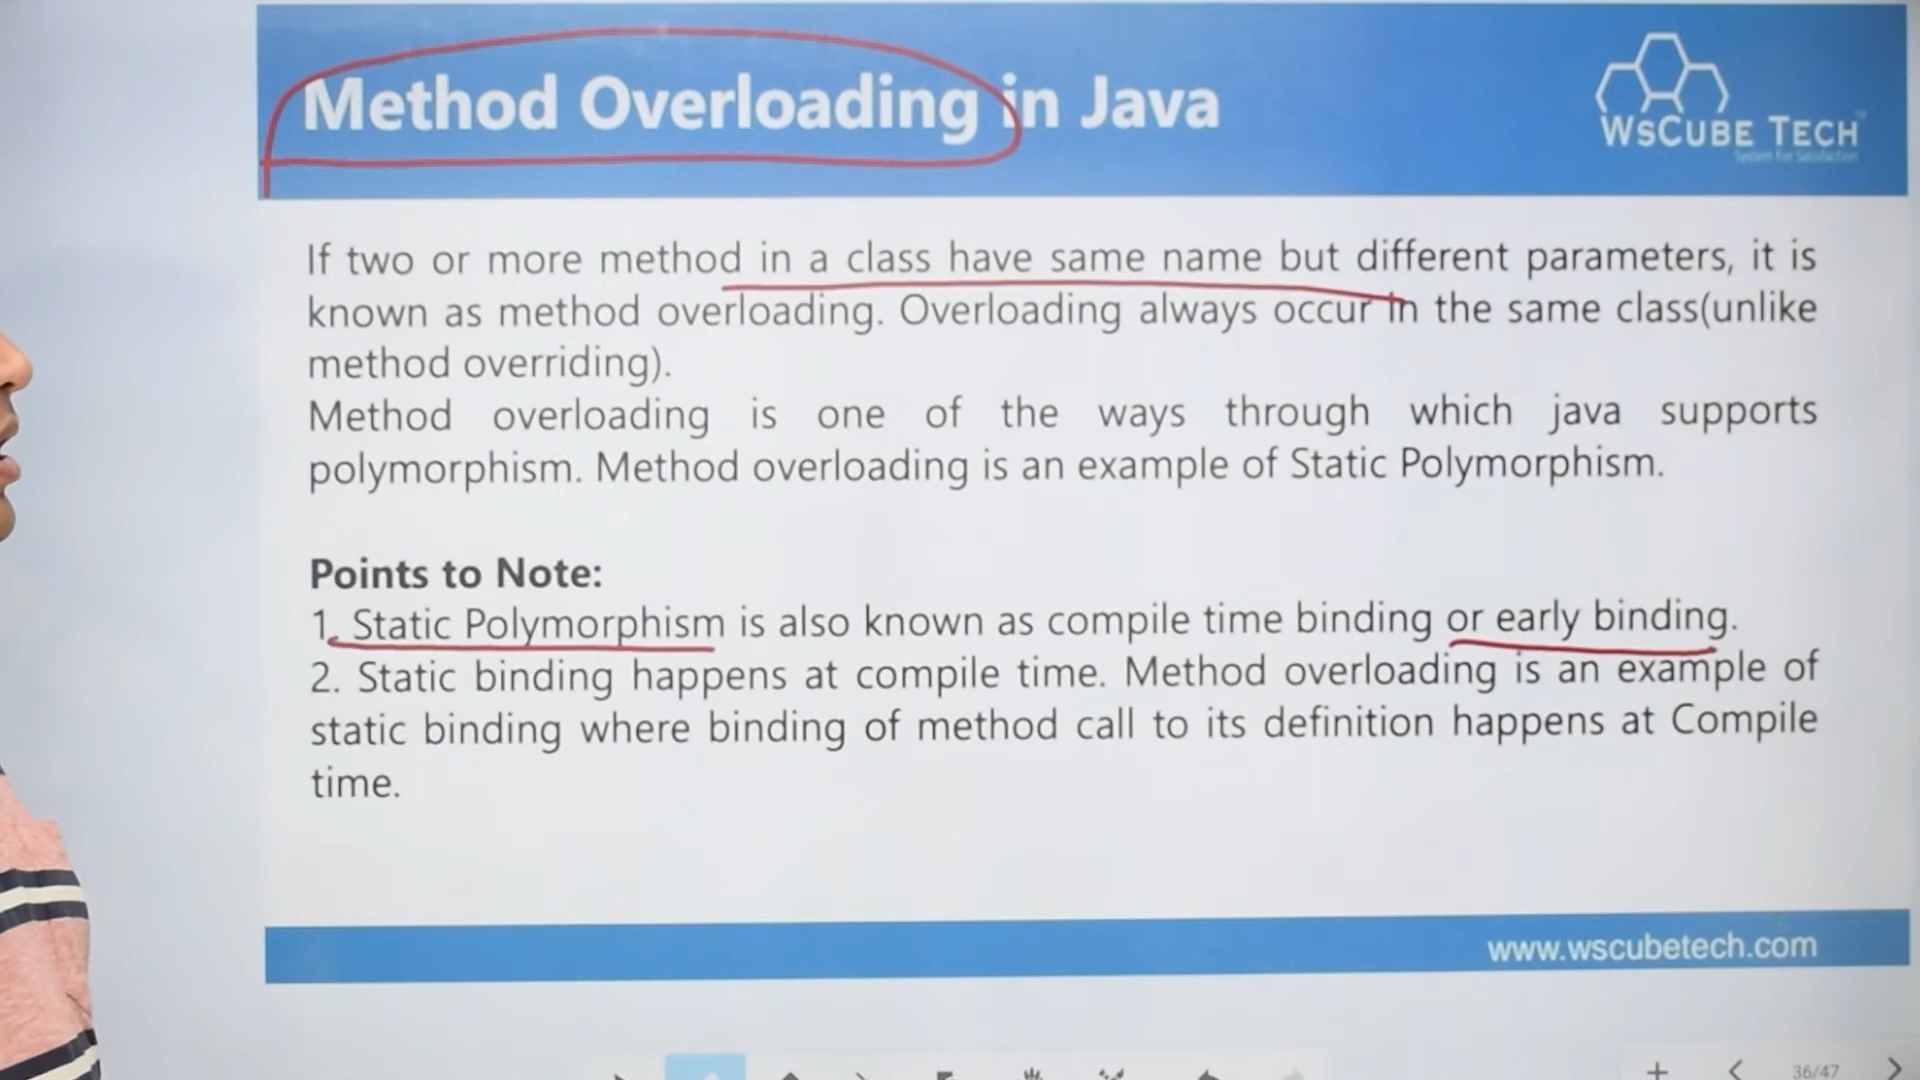 Method Overloading in Java
WSCUBE TECH
System For Satisfaction
If two or more method in a class have same name but different parameters, it is
known as method overloading. Overloading always occur in the same class(unlike
method overriding).
Method overloading is one of the ways through which java supports
polymorphism. Method overloading is an example of Static Polymorphism.
Points to Note:
1. Static Polymorphism is also known as compile time binding or early binding.
2. Static binding happens at compile time. Method overloading is an example of
static binding where binding of method call to its definition happens at Compile
time.
www.wscubetech.com
36/47